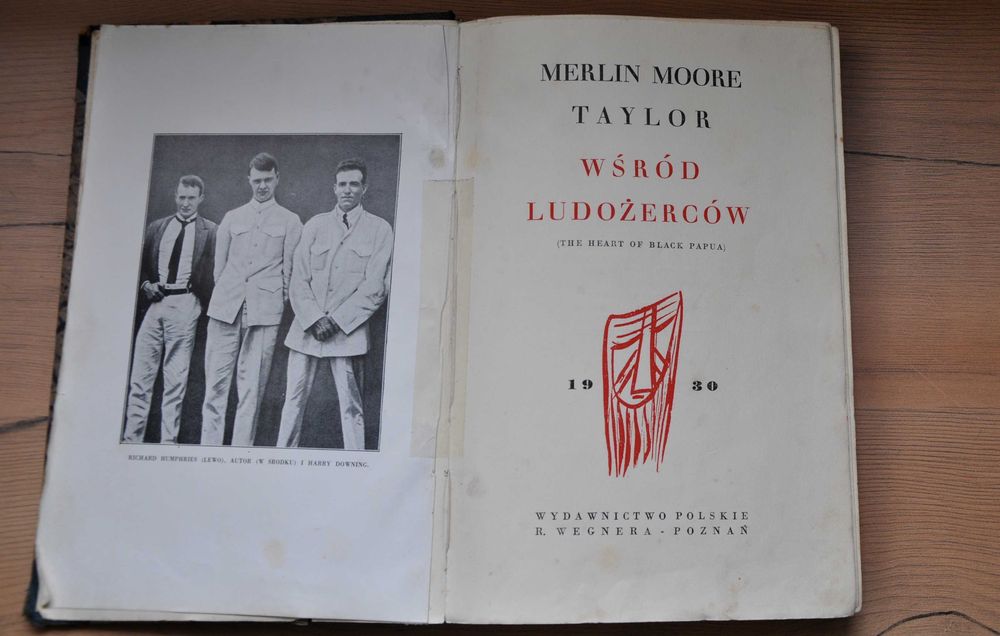 RICHARD HUMPHRIES (LEWO), AUTOR (W ŚRODKU) I HARRY DOWNING.
MERLIN MOORE
TAYLOR
WŚRÓD
LUDOŻERCÓW
(THE HEART OF BLACK PAPUA)
19 30
WYDAWNICTWO POLSKIE
R. WEGNERA - POZNAŃ